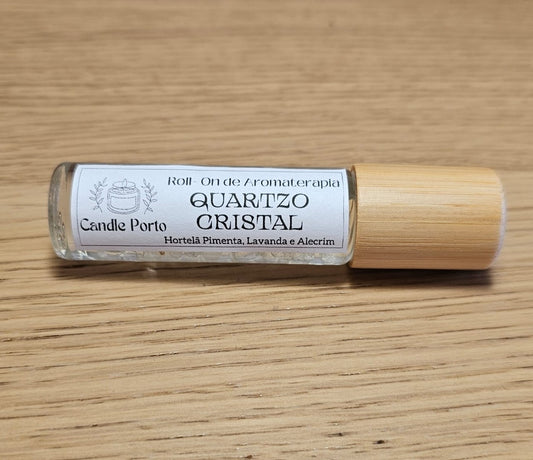 Roll- On de Aromaterapia
QUARTZO
CRISTAL
Candle Porto
Hortelã Pimenta, Lavanda e Alecrim